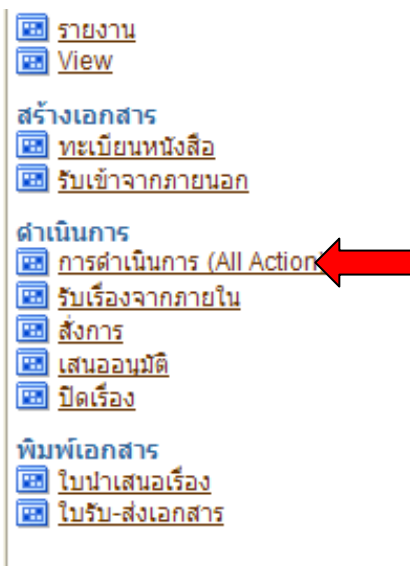 รายงาน
View
สร้างเอกสาร
ทะเบียนหนังสือ
รับเข้าจากภายนอก
ดำเนินการ
การดำเนินการ (All Action
รับเรื่องจากภายใน
สั่งการ
เสนออนุมัติ
ปิดเรื่อง
พิมพ์เอกสาร
ใบนำเสนอเรื่อง
ใบรับ-ส่งเอกสาร